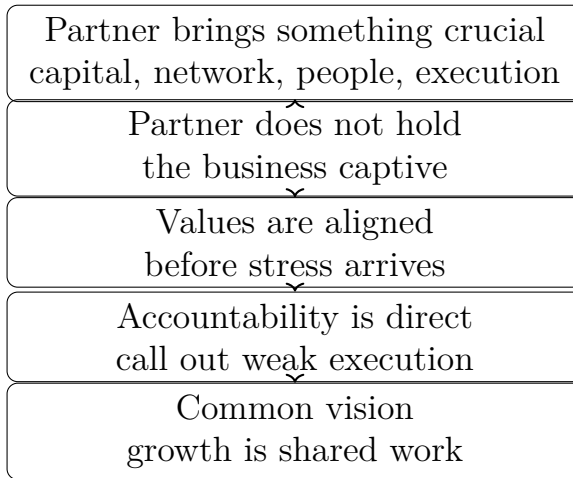 Partner brings something crucial
capital, network, people, execution
Partner does not hold
the business captive
Values are aligned
before stress arrives
Accountability is direct
call out weak execution
Common vision
growth is shared work